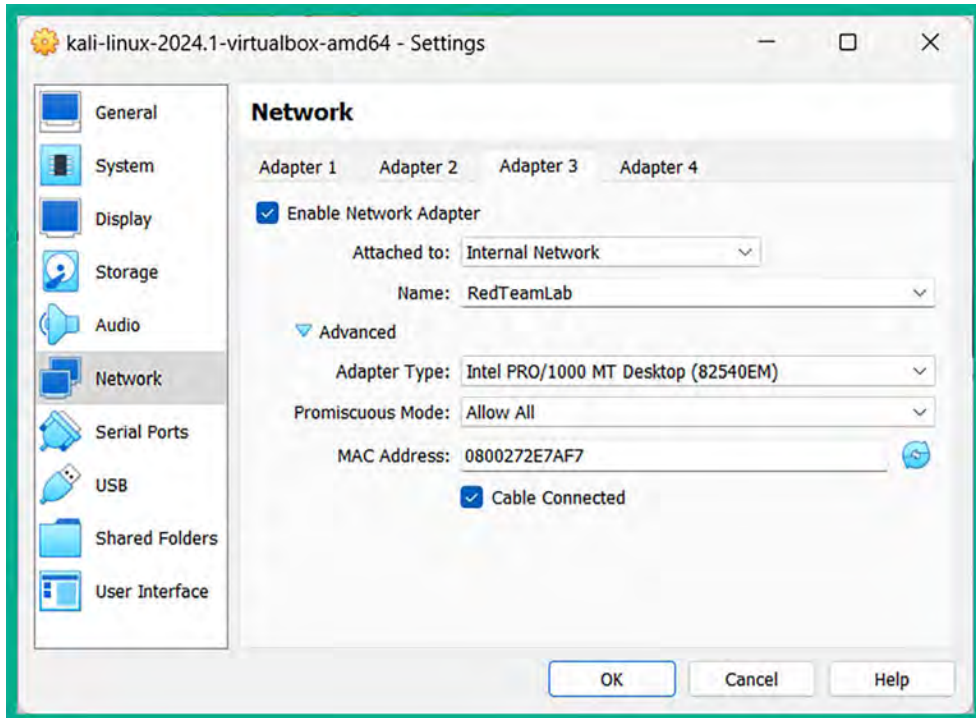 kali-linux-2024.1-virtualbox-amd64 - Settings
General
System
Display
Storage
Audio
Network
Serial Ports
USB
Shared Folders
User Interface
Network
Adapter 1 Adapter 2 Adapter 3 Adapter 4
Enable Network Adapter
Attached to: Internal Network
Name: RedTeamLab
Advanced
Adapter Type: Intel PRO/1000 MT Desktop (82540EM)
Promiscuous Mode: Allow All
MAC Address: 0800272E7AF7
Cable Connected
OK Cancel Help